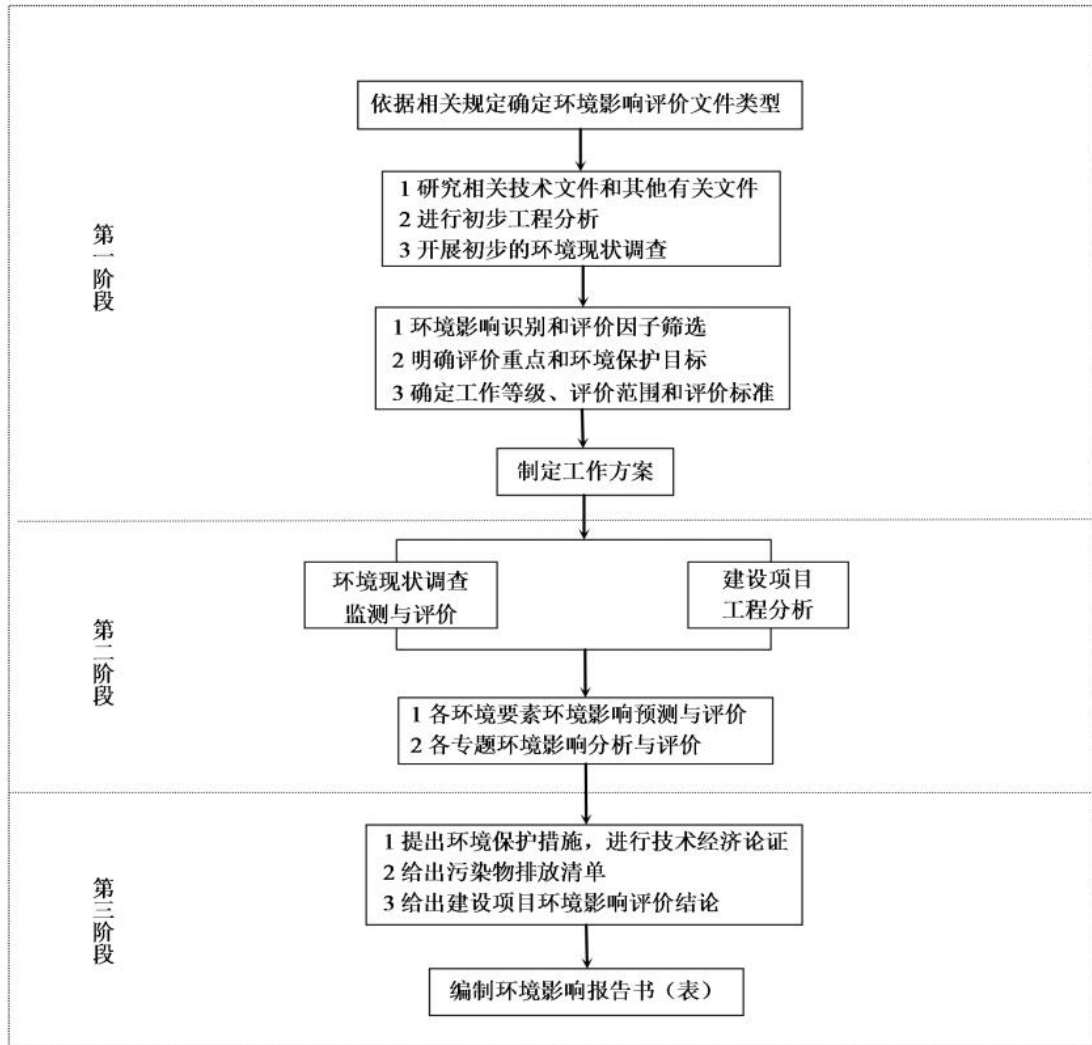 依据相关规定确定环境影响评价文件类型
1 研究相关技术文件和其他有关文件
2 进行初步工程分析
3 开展初步的环境现状调查
第一阶段
1 环境影响识别和评价因子筛选
2 明确评价重点和环境保护目标
3 确定工作等级、评价范围和评价标准
制定工作方案
环境现状调查
监测与评价
建设项目
工程分析
第二阶段
1 各环境要素环境影响预测与评价
2 各专题环境影响分析与评价
1 提出环境保护措施，进行技术经济论证
2 给出污染物排放清单
3 给出建设项目环境影响评价结论
第三阶段
编制环境影响报告书（表）